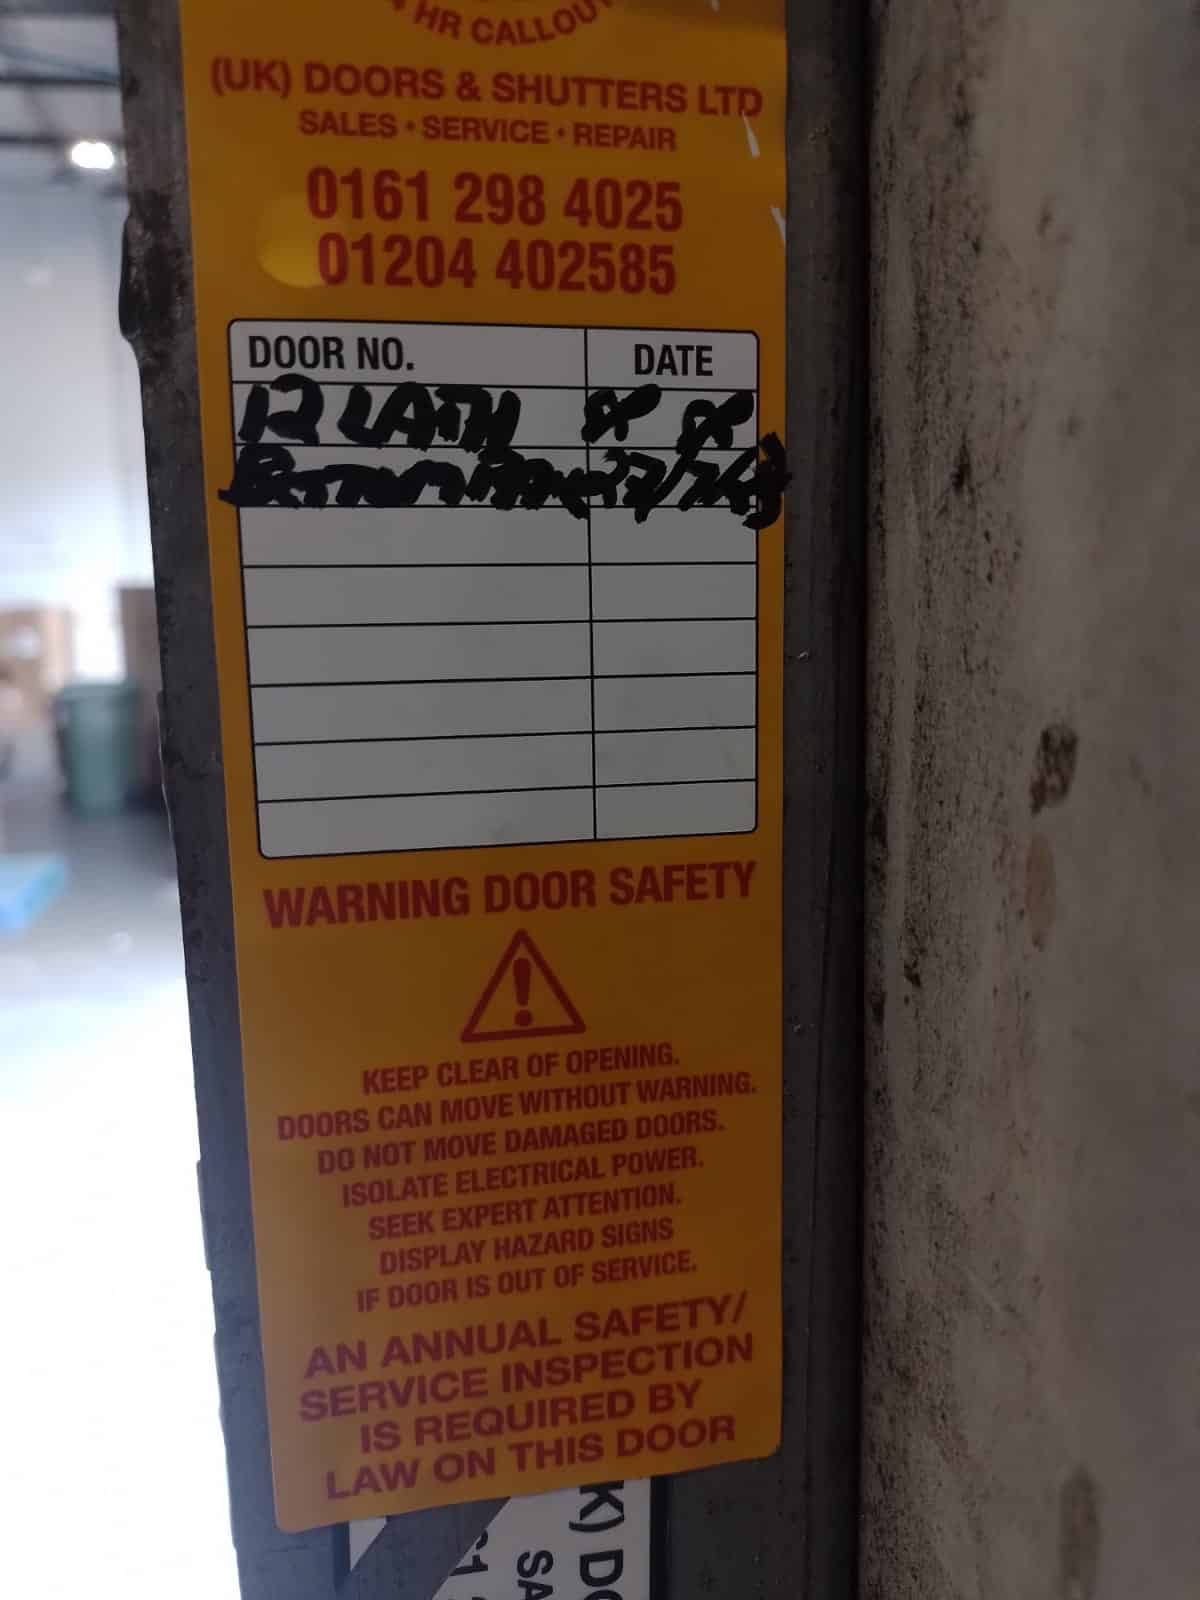 HR CALLOUT
(UK) DOORS & SHUTTERS LTD
SALES • SERVICE • REPAIR
0161 298 4025
01204 402585
DOOR NO. DATE
12 LATH & &
BOTTOM
WARNING DOOR SAFETY
!
KEEP CLEAR OF OPENING.
DOORS CAN MOVE WITHOUT WARNING.
DO NOT MOVE DAMAGED DOORS.
ISOLATE ELECTRICAL POWER.
SEEK EXPERT ATTENTION.
DISPLAY HAZARD SIGNS
IF DOOR IS OUT OF SERVICE.
AN ANNUAL SAFETY/
SERVICE INSPECTION
IS REQUIRED BY
LAW ON THIS DOOR
K) DO
SA